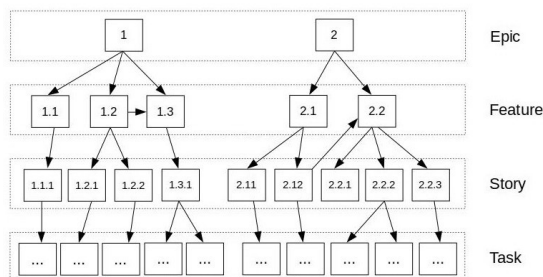 1 2 Epic
1.1 1.2 1.3 2.1 2.2 Feature
1.1.1 1.2.1 1.2.2 1.3.1 2.11 2.12 2.2.1 2.2.2 2.2.3 Story
... ... ... ... ... ... ... ... ... ... Task